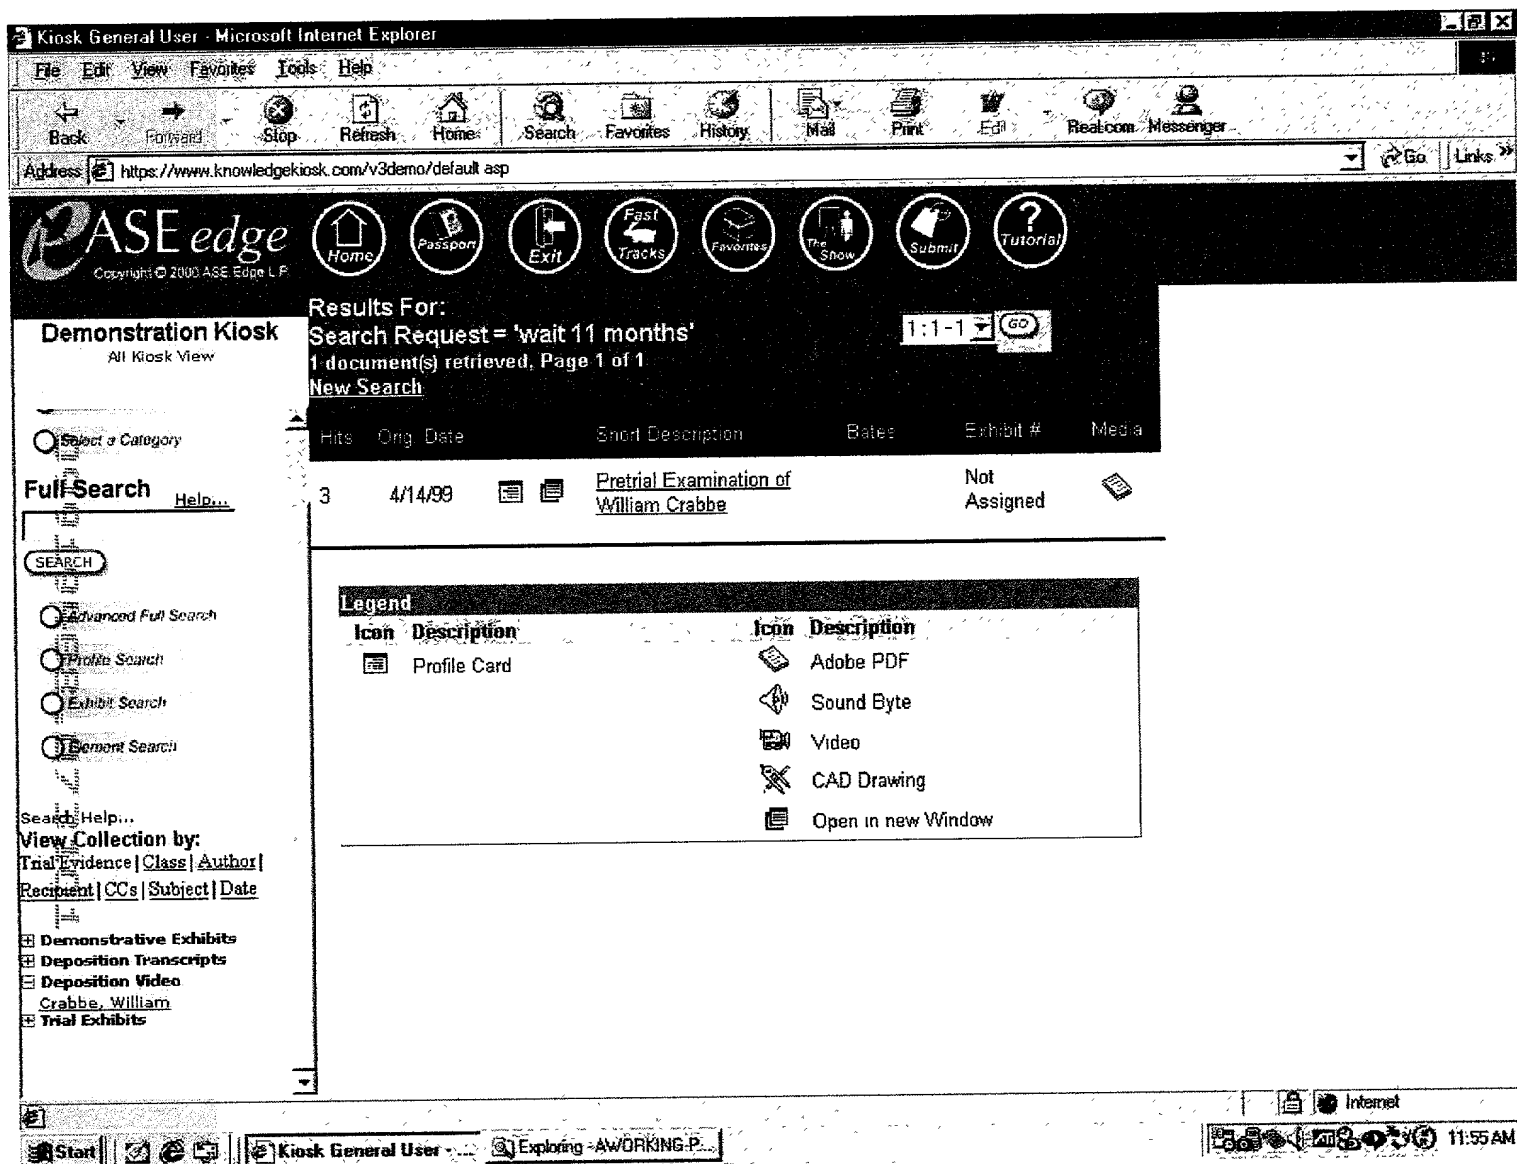 Kiosk General User - Microsoft Internet Explorer
File Edit View Favorites Tools Help
Back Forward Stop Refresh Home Search Favorites History Mail Print Edit Real.com Messenger
Address https://www.knowledgekiosk.com/v3demo/default asp Go Links »
ASE edge
Copyright © 2000 ASE Edge L.P.
Home Passport Exit Fast Tracks Favorites The Show Submit ? Tutorial
Demonstration Kiosk
All Kiosk View
Results For:
Search Request = 'wait 11 months'
1 document(s) retrieved, Page 1 of 1
New Search
1:1-1 GO
Select a Category
Full Search Help...
SEARCH
Advanced Full Search
Profile Search
Exhibit Search
Element Search
Search Help...
View Collection by:
Trial Evidence | Class | Author |
Recipient | CCs | Subject | Date
Demonstrative Exhibits
Deposition Transcripts
Deposition Video
Crabbe, William
Trial Exhibits
Hits Orig. Date Short Description Bates Exhibit # Media
3 4/14/99 Pretrial Examination of William Crabbe Not Assigned
Legend
Icon Description Icon Description
Profile Card Adobe PDF
Sound Byte
Video
CAD Drawing
Open in new Window
Internet
Start Kiosk General User - ... Exploring - AWORKING-P... 11:55 AM